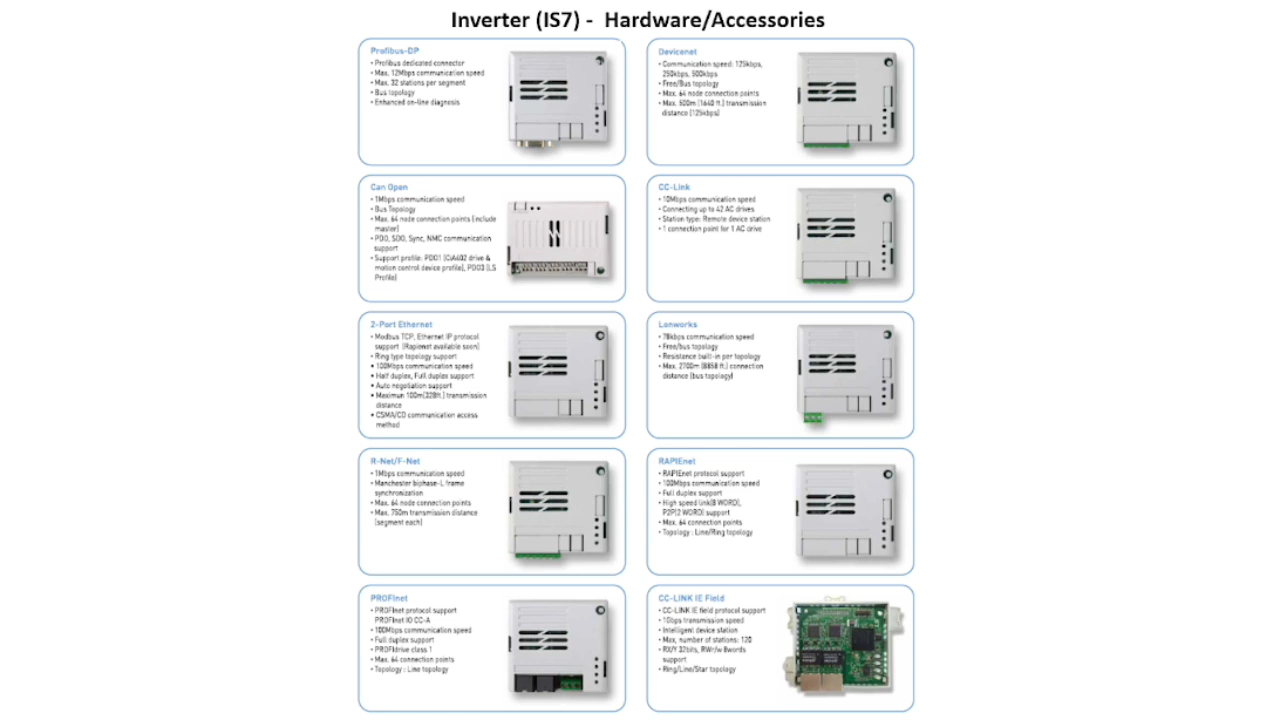 Inverter (IS7) -  Hardware/Accessories
Profibus-DP
• Profibus dedicated connector
• Max. 12Mbps communication speed
• Max. 32 stations per segment
• Bus topology
• Enhanced on-line diagnosis
Devicenet
• Communication speed: 125kbps,
250kbps, 500kbps
• Free/Bus topology
• Max. 64 node connection points
• Max. 500m (1640 ft.) transmission
distance (125kbps)
Can Open
• 1Mbps communication speed
• Bus Topology
• Max. 64 node connection points (include
master)
• PDO, SDO, Sync, NMC communication
support
• Support profile: PDO1 (CiA402 drive &
motion control device profile), PDO3 (LS
Profile)
CC-Link
• 10Mbps communication speed
• Connecting up to 42 AC drives
• Station type: Remote device station
• 1 connection point for 1 AC drive
2-Port Ethernet
• Modbus TCP, Ethernet IP protocol
support  (Rapienet available soon)
• Ring type topology support
• 100Mbps communication speed
• Half duplex, Full duplex support
• Auto negotiation support
• Maximun 100m(328ft.) transmission
distance
• CSMA/CD communication access
method
Lonworks
• 78kbps communication speed
• Free/bus topology
• Resistance built-in per topology
• Max. 2700m (8858 ft.) connection
distance (bus topology)
R-Net/F-Net
• 1Mbps communication speed
• Manchester biphase-L frame
synchronization
• Max. 64 node connection points
• Max. 750m transmission distance
(segment each)
RAPIEnet
• RAPIEnet protocol support
• 100Mbps communication speed
• Full duplex support
• High speed link(8 WORD),
P2P(2 WORD) support
• Max. 64 connection points
• Topology : Line/Ring topology
PROFInet
• PROFInet protocol support
PROFInet IO CC-A
• 100Mbps communication speed
• Full duplex support
• PROFIdrive class 1
• Max. 64 connection points
• Topology : Line topology
CC-LINK IE Field
• CC-LINK IE field protocol support
• 1Gbps transmission speed
• Intelligent device station
• Max, number of stations: 120
• RX/Y 32bits, RWr/w 8words
support
• Ring/Line/Star topology